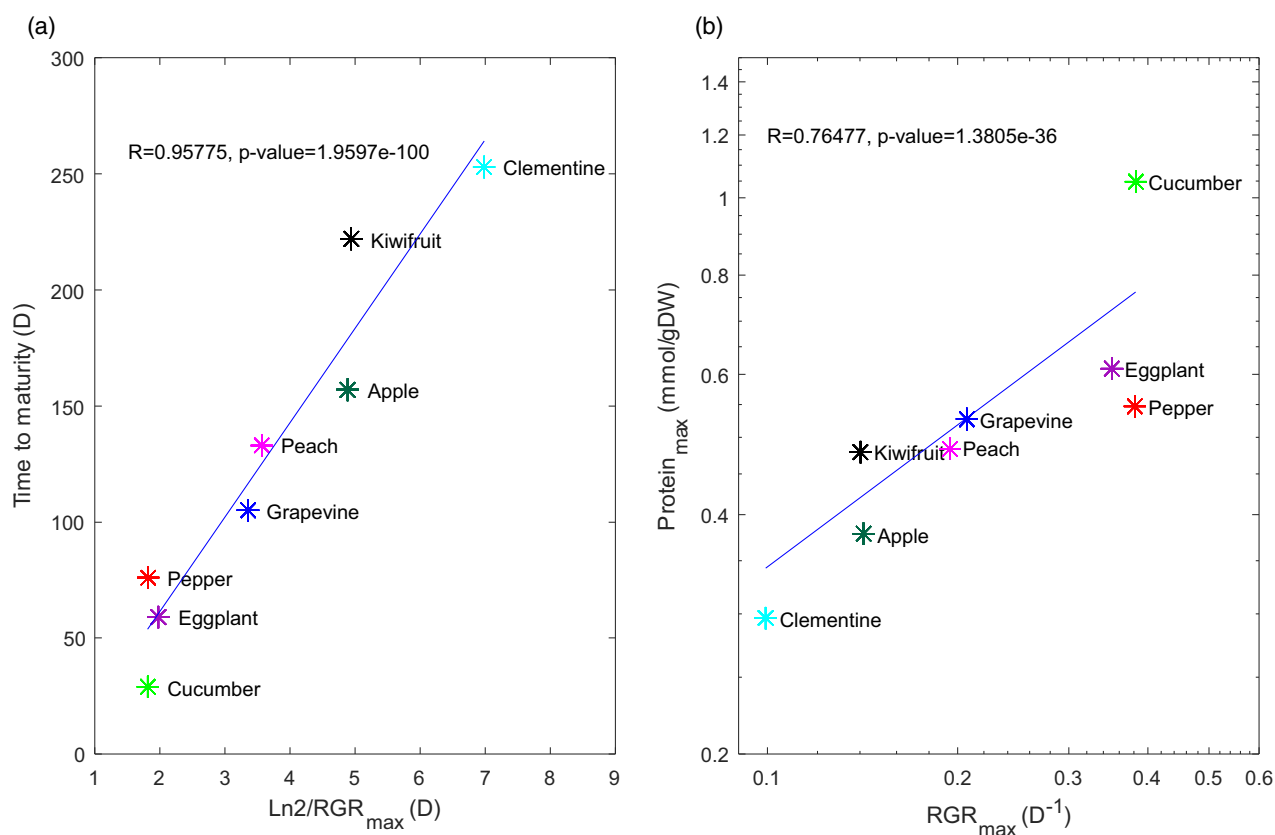 (a)
300
250
200
150
100
50
0
Time to maturity (D)
R=0.95775, p-value=1.9597e-100
Clementine
Kiwifruit
Apple
Peach
Grapevine
Pepper
Eggplant
Cucumber
1 2 3 4 5 6 7 8 9
Ln2/RGRmax (D)
(b)
1.4
1.2
1
0.8
0.6
0.4
0.2
Proteinmax (mmol/gDW)
R=0.76477, p-value=1.3805e-36
Cucumber
Eggplant
Pepper
Grapevine
Kiwifruit Peach
Apple
Clementine
0.1 0.2 0.3 0.4 0.5 0.6
RGRmax (D-1)